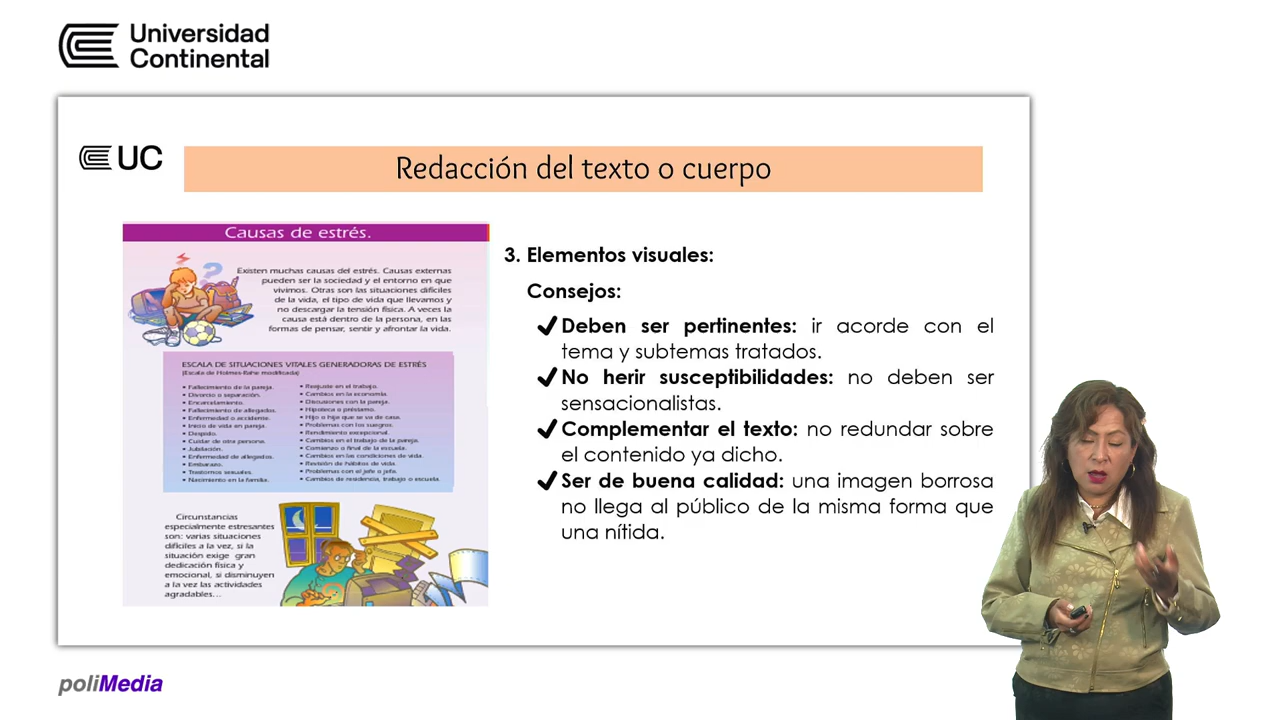 Universidad
Continental
UC
Redacción del texto o cuerpo
Causas de estrés.
Existen muchas causas del estrés. Causas externas
pueden ser la sociedad y el entorno en que
vivimos. Otras son las situaciones difíciles
de la vida, el tipo de vida que llevamos y
no descargar la tensión física. A veces la
causa está dentro de la persona, en las
formas de pensar, sentir y afrontar la vida.
ESCALA DE SITUACIONES VITALES GENERADORAS DE ESTRÉS
(Escala de Holmes-Rahe modificada)
• Fallecimiento de la pareja.
• Divorcio o separación.
• Encarcelamiento.
• Fallecimiento de allegados.
• Enfermedad o accidente.
• Inicio de vida en pareja.
• Despido.
• Cuidar de otra persona.
• Jubilación.
• Enfermedad de allegados.
• Embarazo.
• Trastornos sexuales.
• Nacimiento en la familia.
• Reajuste en el trabajo.
• Cambios en la economía.
• Discusiones con la pareja.
• Hipoteca o préstamo.
• Hijo o hija que se va de casa.
• Problemas con los suegros.
• Rendimiento excepcional.
• Cambios en el trabajo de la pareja.
• Comienzo o final de la escuela.
• Cambios en las condiciones de vida.
• Revisión de hábitos de vida.
• Problemas con el jefe o jefa.
• Cambios de residencia, trabajo o escuela.
Circunstancias
especialmente estresantes
son: varias situaciones
difíciles a la vez, si la
situación exige gran
dedicación física y
emocional, si disminuyen
a la vez las actividades
agradables...
3. Elementos visuales:
Consejos:
✔Deben ser pertinentes: ir acorde con el
tema y subtemas tratados.
✔No herir susceptibilidades: no deben ser
sensacionalistas.
✔Complementar el texto: no redundar sobre
el contenido ya dicho.
✔Ser de buena calidad: una imagen borrosa
no llega al público de la misma forma que
una nítida.
poliMedia